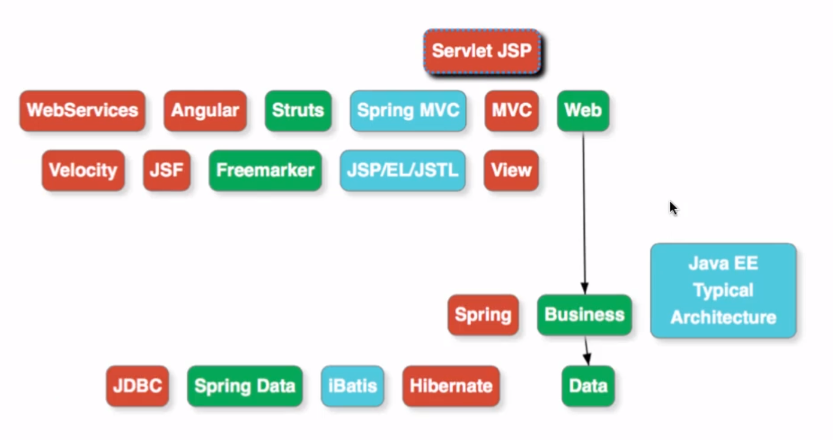 Servlet JSP
WebServices Angular Struts Spring MVC MVC Web
Velocity JSF Freemarker JSP/EL/JSTL View
Java EE
Typical
Architecture
Spring Business
JDBC Spring Data iBatis Hibernate Data